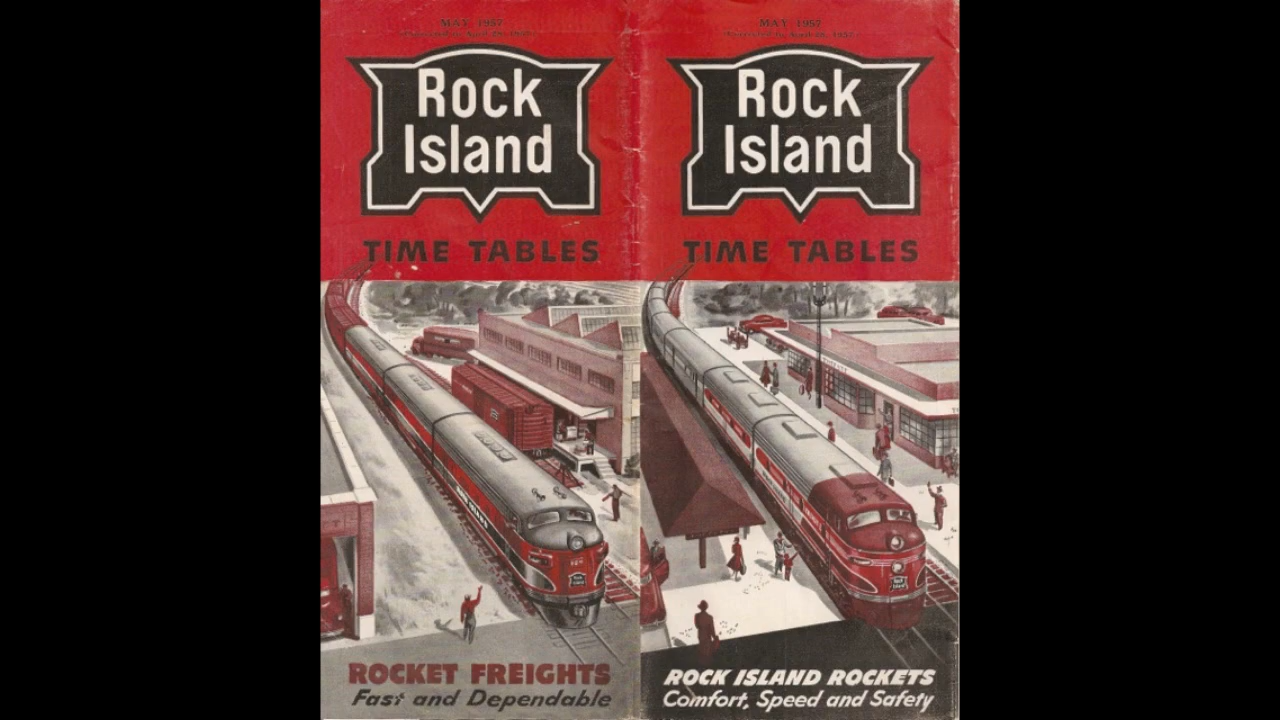 MAY 1957
Rock
Island
TIME TABLES
ROCKET FREIGHTS
Fast and Dependable
MAY 1957
Rock
Island
TIME TABLES
ROCK ISLAND ROCKETS
Comfort, Speed and Safety